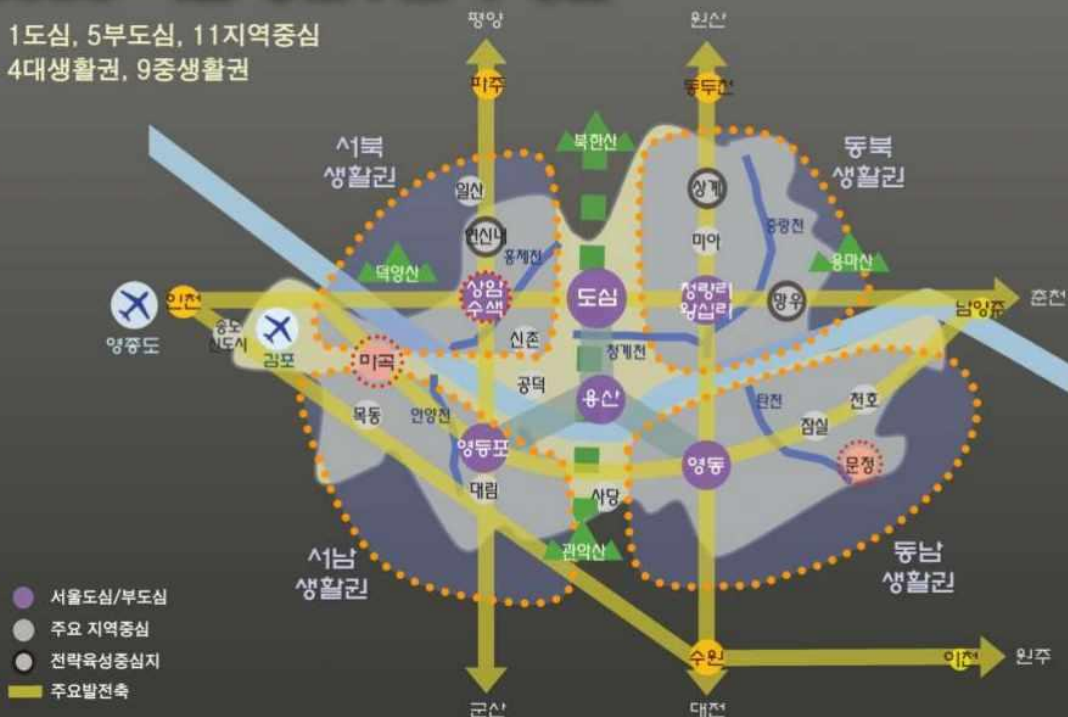 1도심, 5부도심, 11지역중심
4대생활권, 9중생활권
평양
원산
파주
동두천
북한산
서북
생활권
동북
생활권
일산
상계
연신내
미아
중랑천
홍제천
덕양산
용마산
상암
수색
도심
청량리
왕십리
망우
인천
영종도
송도
신도시
김포
남양주
춘천
신촌
청계천
마곡
공덕
용산
목동
안양천
탄천
천호
잠실
영등포
영동
문정
대림
사당
관악산
서남
생활권
동남
생활권
서울도심/부도심
주요 지역중심
전략육성중심지
주요발전축
수원
이천
원주
군산
대전